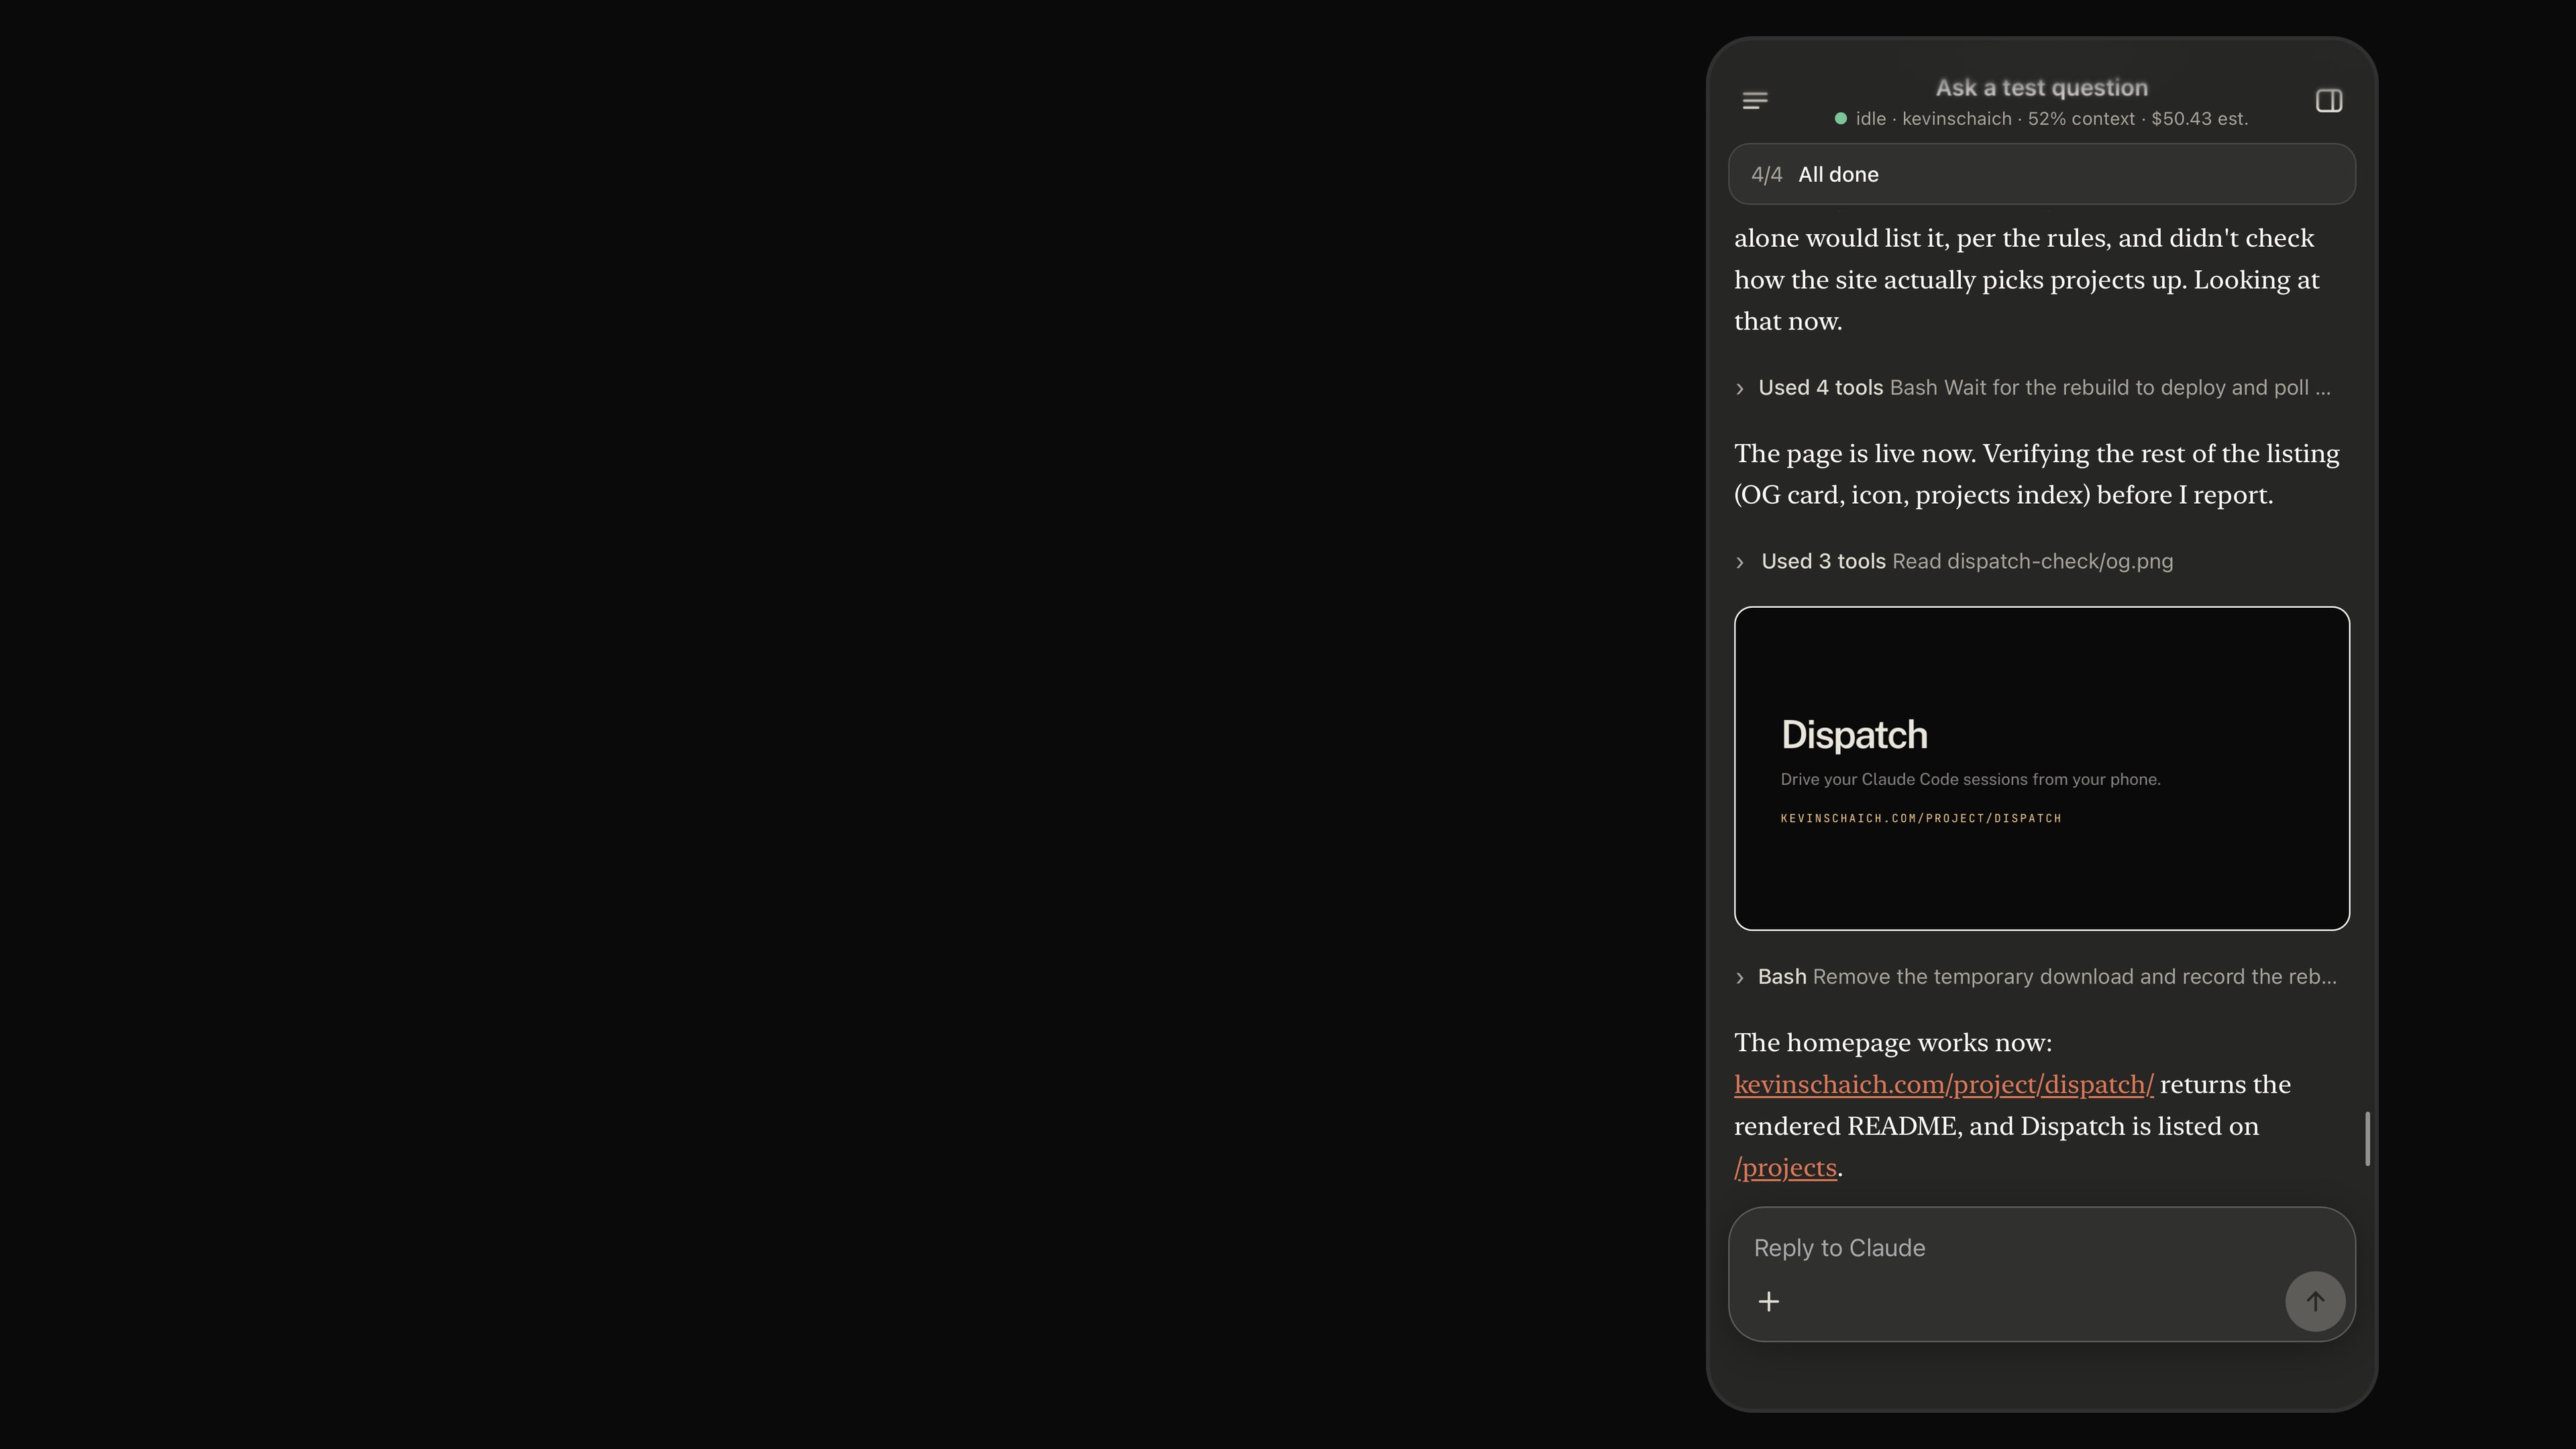 Ask a test question
idle · kevinschaich · 52% context · $50.43 est.
4/4 All done
alone would list it, per the rules, and didn't check
how the site actually picks projects up. Looking at
that now.
› Used 4 tools Bash Wait for the rebuild to deploy and poll ...
The page is live now. Verifying the rest of the listing
(OG card, icon, projects index) before I report.
› Used 3 tools Read dispatch-check/og.png
Dispatch
Drive your Claude Code sessions from your phone.
KEVINSCHAICH.COM/PROJECT/DISPATCH
› Bash Remove the temporary download and record the reb...
The homepage works now:
kevinschaich.com/project/dispatch/ returns the
rendered README, and Dispatch is listed on
/projects.
Reply to Claude